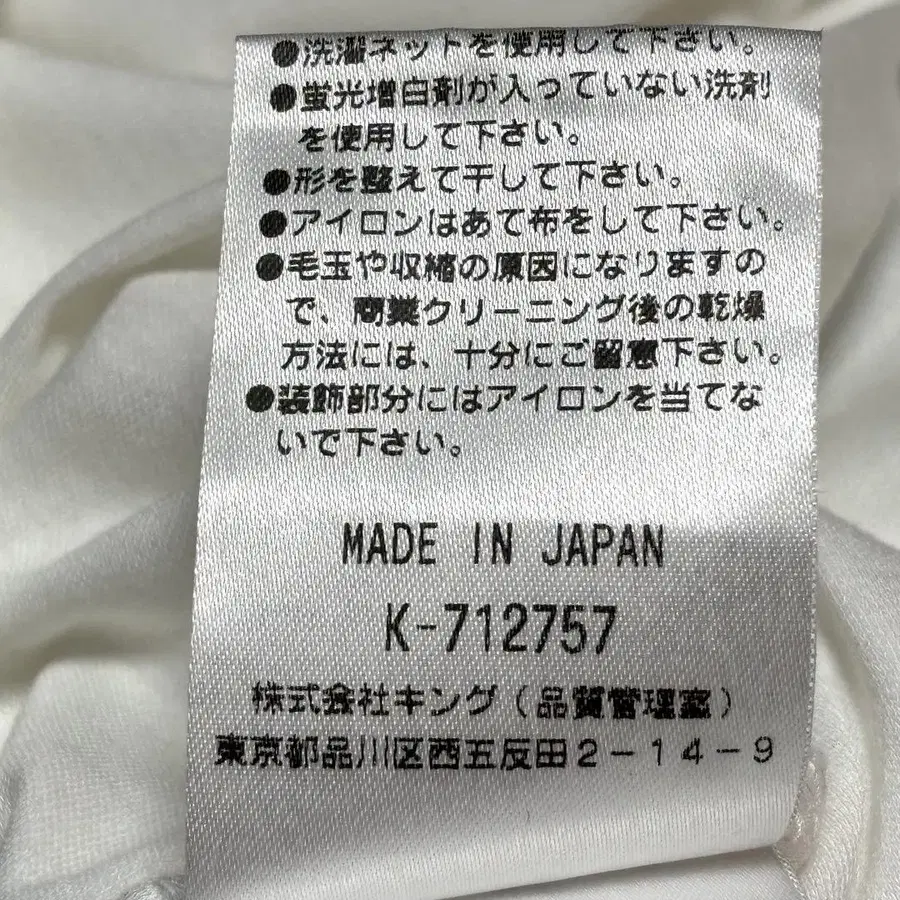 ●洗濯ネットを使用して下さい。
●蛍光増白剤が入っていない洗剤
を使用して下さい。
●形を整えて干して下さい。
●アイロンはあて布をして下さい。
●毛玉や収縮の原因になりますの
で、商業クリーニング後の乾燥
方法には、十分にご留意下さい。
●装飾部分にはアイロンを当てな
いで下さい。
MADE IN JAPAN
K-712757
株式会社キング(品質管理室)
東京都品川区西五反田2-14-9